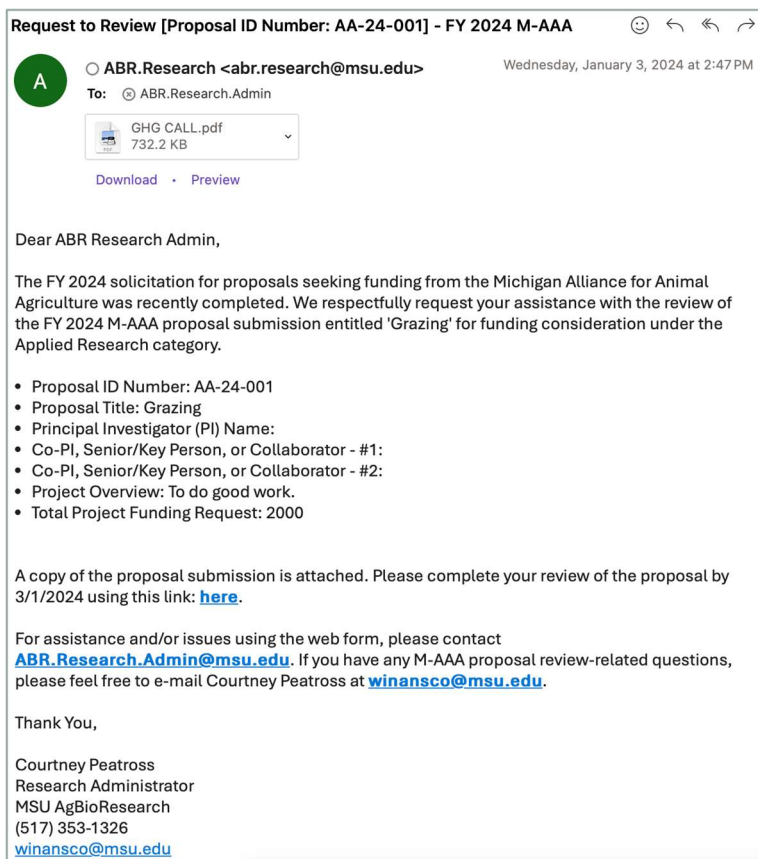 Request to Review [Proposal ID Number: AA-24-001] - FY 2024 M-AAA
A
ABR.Research <abr.research@msu.edu>
Wednesday, January 3, 2024 at 2:47 PM
To: ABR.Research.Admin
GHG CALL.pdf
732.2 KB
PDF
Download • Preview
Dear ABR Research Admin,
The FY 2024 solicitation for proposals seeking funding from the Michigan Alliance for Animal
Agriculture was recently completed. We respectfully request your assistance with the review of
the FY 2024 M-AAA proposal submission entitled 'Grazing' for funding consideration under the
Applied Research category.
• Proposal ID Number: AA-24-001
• Proposal Title: Grazing
• Principal Investigator (PI) Name:
• Co-PI, Senior/Key Person, or Collaborator - #1:
• Co-PI, Senior/Key Person, or Collaborator - #2:
• Project Overview: To do good work.
• Total Project Funding Request: 2000
A copy of the proposal submission is attached. Please complete your review of the proposal by
3/1/2024 using this link: here.
For assistance and/or issues using the web form, please contact
ABR.Research.Admin@msu.edu. If you have any M-AAA proposal review-related questions,
please feel free to e-mail Courtney Peatross at winansco@msu.edu.
Thank You,
Courtney Peatross
Research Administrator
MSU AgBioResearch
(517) 353-1326
winansco@msu.edu